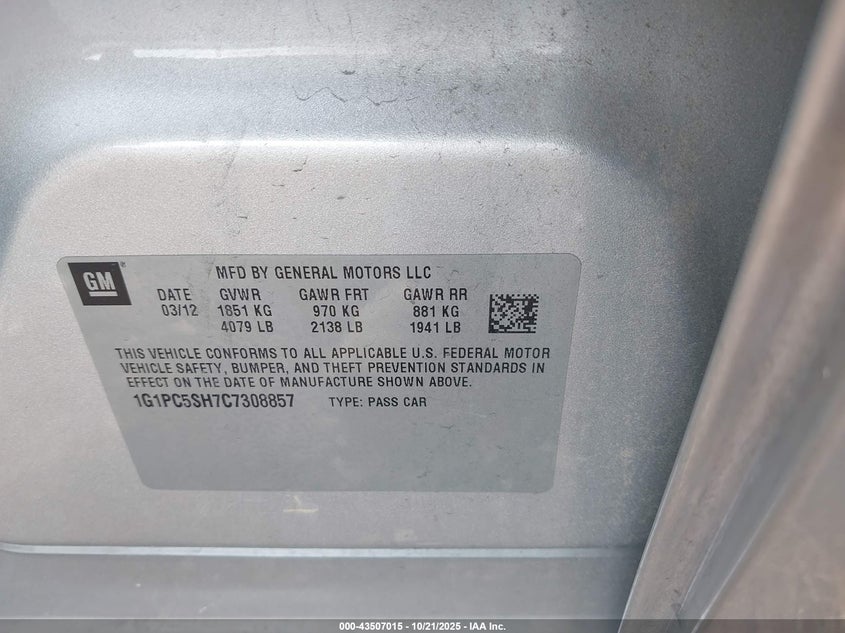 GM
MFD BY GENERAL MOTORS LLC
DATE GVWR GAWR FRT GAWR RR
03/12 1851 KG 970 KG 881 KG
4079 LB 2138 LB 1941 LB
THIS VEHICLE CONFORMS TO ALL APPLICABLE U.S. FEDERAL MOTOR
VEHICLE SAFETY, BUMPER, AND THEFT PREVENTION STANDARDS IN
EFFECT ON THE DATE OF MANUFACTURE SHOWN ABOVE.
1G1PC5SH7C7308857 TYPE: PASS CAR
000-43507015 - 10/21/2025 - IAA Inc.